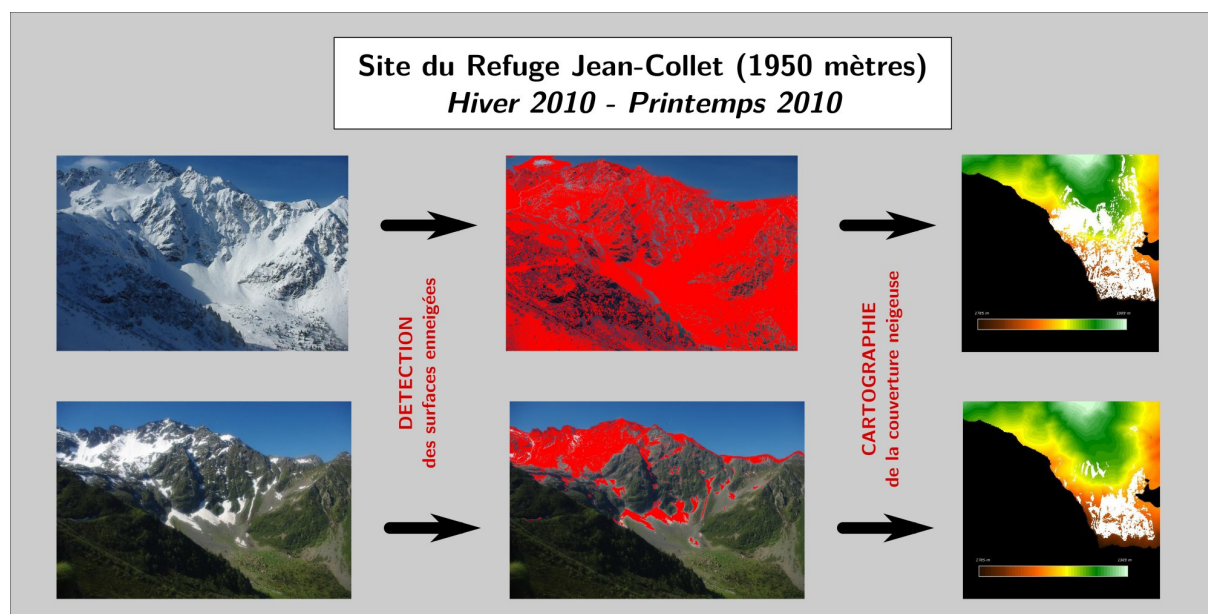 Site du Refuge Jean-Collet (1950 mètres)
Hiver 2010 - Printemps 2010
DETECTION
des surfaces enneigées
CARTOGRAPHIE
de la couverture neigeuse